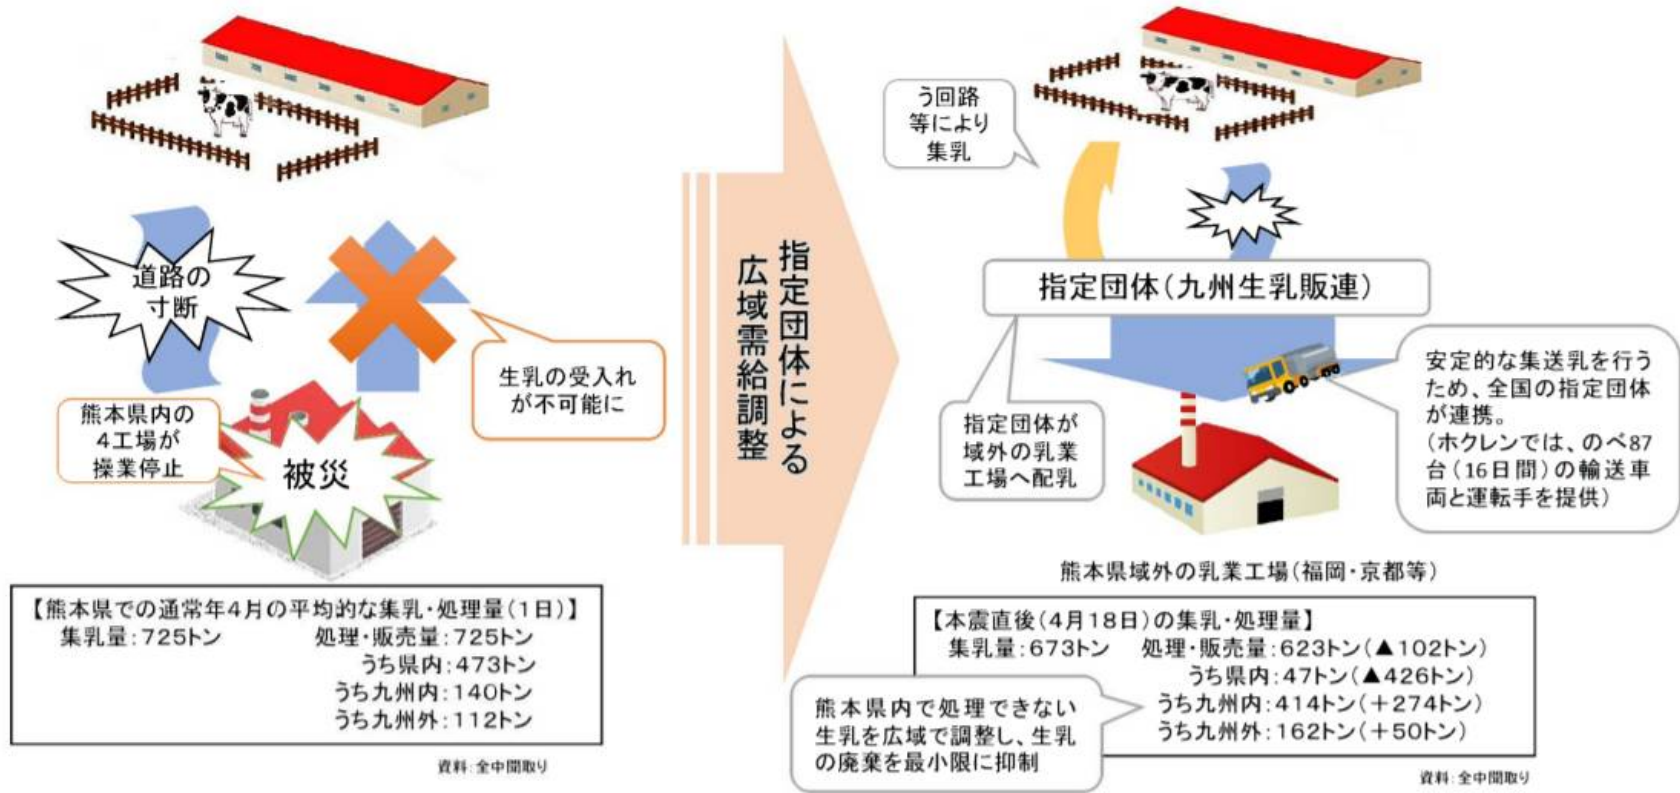 道路の
寸断
生乳の受入れ
が不可能に
熊本県内の
4工場が
操業停止
被災
【熊本県での通常年4月の平均的な集乳・処理量(1日)】
集乳量:725トン 処理・販売量:725トン
うち県内:473トン
うち九州内:140トン
うち九州外:112トン
資料:全中聞取り
指定団体による
広域需給調整
う回路
等により
集乳
指定団体(九州生乳販連)
指定団体が
域外の乳業
工場へ配乳
安定的な集送乳を行う
ため、全国の指定団体
が連携。
(ホクレンでは、のべ87
台(16日間)の輸送車
両と運転手を提供)
熊本県域外の乳業工場(福岡・京都等)
【本震直後(4月18日)の集乳・処理量】
集乳量:673トン 処理・販売量:623トン(▲102トン)
うち県内:47トン(▲426トン)
うち九州内:414トン(+274トン)
うち九州外:162トン(+50トン)
熊本県内で処理できない
生乳を広域で調整し、生乳
の廃棄を最小限に抑制
資料:全中聞取り